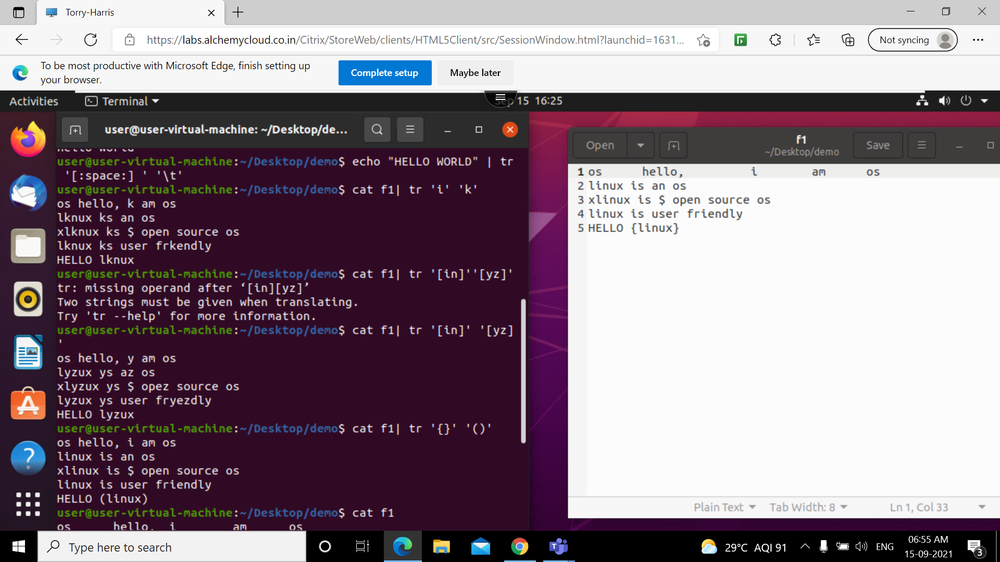 Torry-Harris
https://labs.alchemycloud.co.in/Citrix/StoreWeb/clients/HTML5Client/src/SessionWindow.html?launchid=1631...
Not syncing
To be most productive with Microsoft Edge, finish setting up
your browser.
Complete setup
Maybe later
Activities
Terminal
Sep 15 16:25
user@user-virtual-machine: ~/Desktop/de...
hello world
user@user-virtual-machine:~/Desktop/demo$ echo "HELLO WORLD" | tr
'[:space:] ' '\t'
user@user-virtual-machine:~/Desktop/demo$ cat f1| tr 'i' 'k'
os hello, k am os
lknux ks an os
xlknux ks $ open source os
lknux ks user frkendly
HELLO lknux
user@user-virtual-machine:~/Desktop/demo$ cat f1| tr '[in]''[yz]'
tr: missing operand after ‘[in][yz]’
Two strings must be given when translating.
Try 'tr --help' for more information.
user@user-virtual-machine:~/Desktop/demo$ cat f1| tr '[in]' '[yz]
'
os hello, y am os
lyzux ys az os
xlyzux ys $ opez source os
lyzux ys user fryezdly
HELLO lyzux
user@user-virtual-machine:~/Desktop/demo$ cat f1| tr '{}' '()'
os hello, i am os
linux is an os
xlinux is $ open source os
linux is user friendly
HELLO (linux)
user@user-virtual-machine:~/Desktop/demo$ cat f1
os hello, i am os
Open
f1
~/Desktop/demo
Save
1 os hello, i am os
2 linux is an os
3 xlinux is $ open source os
4 linux is user friendly
5 HELLO {linux}
Plain Text
Tab Width: 8
Ln 1, Col 33
Type here to search
29°C AQI 91
ENG
06:55 AM
15-09-2021
3